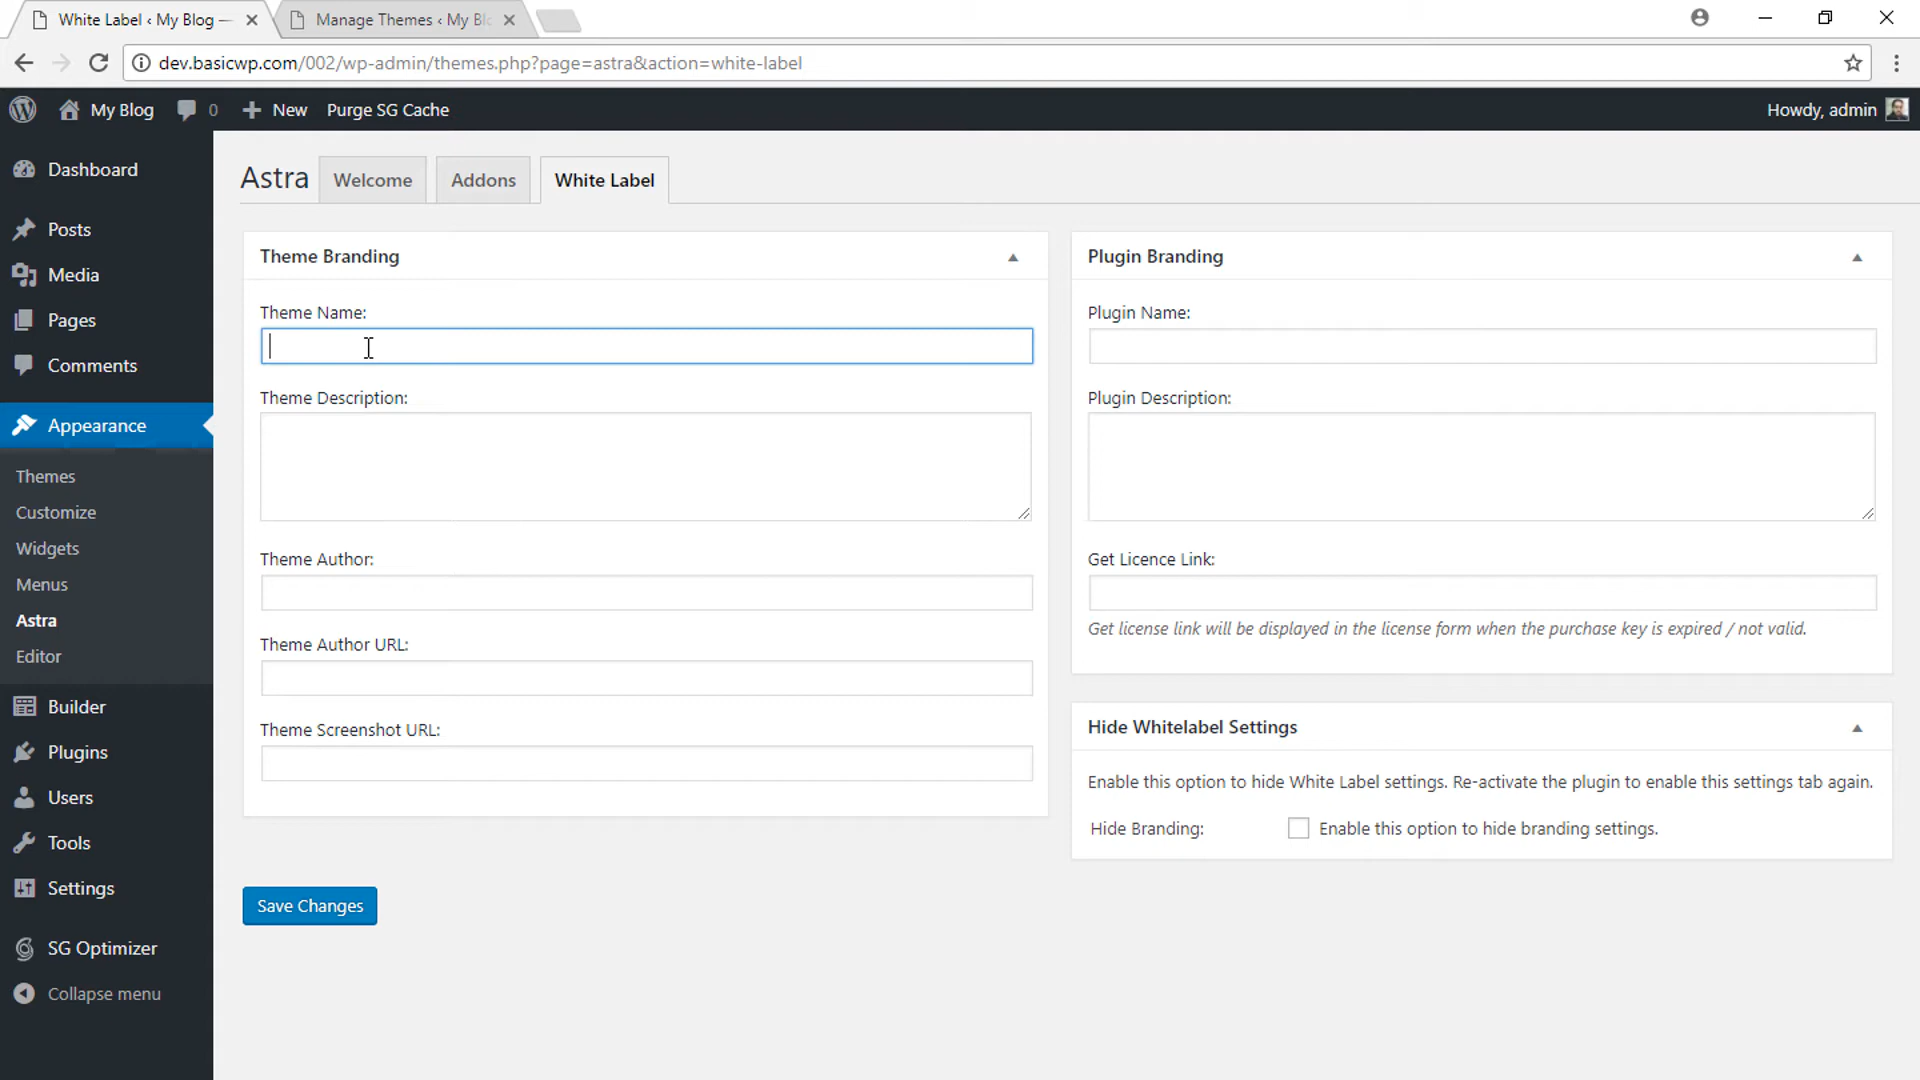 White Label ‹ My Blog —
Manage Themes ‹ My Bl
dev.basicwp.com/002/wp-admin/themes.php?page=astra&action=white-label
My Blog 0 New Purge SG Cache Howdy, admin
Dashboard
Posts
Media
Pages
Comments
Appearance
Themes
Customize
Widgets
Menus
Astra
Editor
Builder
Plugins
Users
Tools
Settings
SG Optimizer
Collapse menu
Astra Welcome Addons White Label
Theme Branding
Theme Name:
Theme Description:
Theme Author:
Theme Author URL:
Theme Screenshot URL:
Save Changes
Plugin Branding
Plugin Name:
Plugin Description:
Get Licence Link:
Get license link will be displayed in the license form when the purchase key is expired / not valid.
Hide Whitelabel Settings
Enable this option to hide White Label settings. Re-activate the plugin to enable this settings tab again.
Hide Branding: Enable this option to hide branding settings.